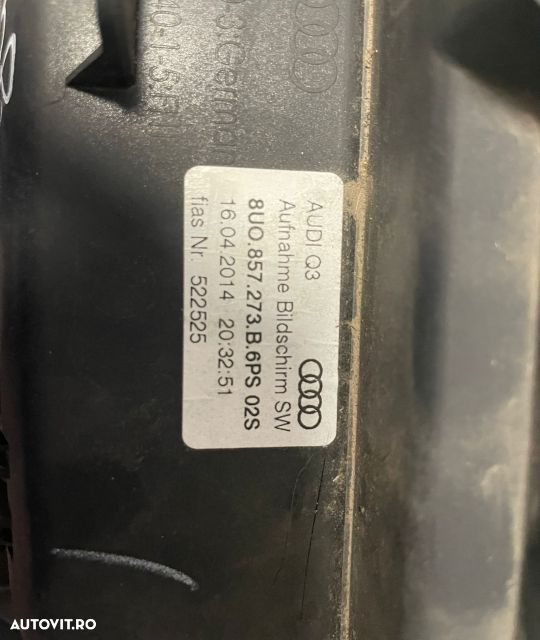 AUDI Q3
Aufnahme Bildschirm SW
8U0.857.273.B.6PS 02S
16.04.2014 20:32:51
fias Nr. 522525
German
AUTOVIT.RO